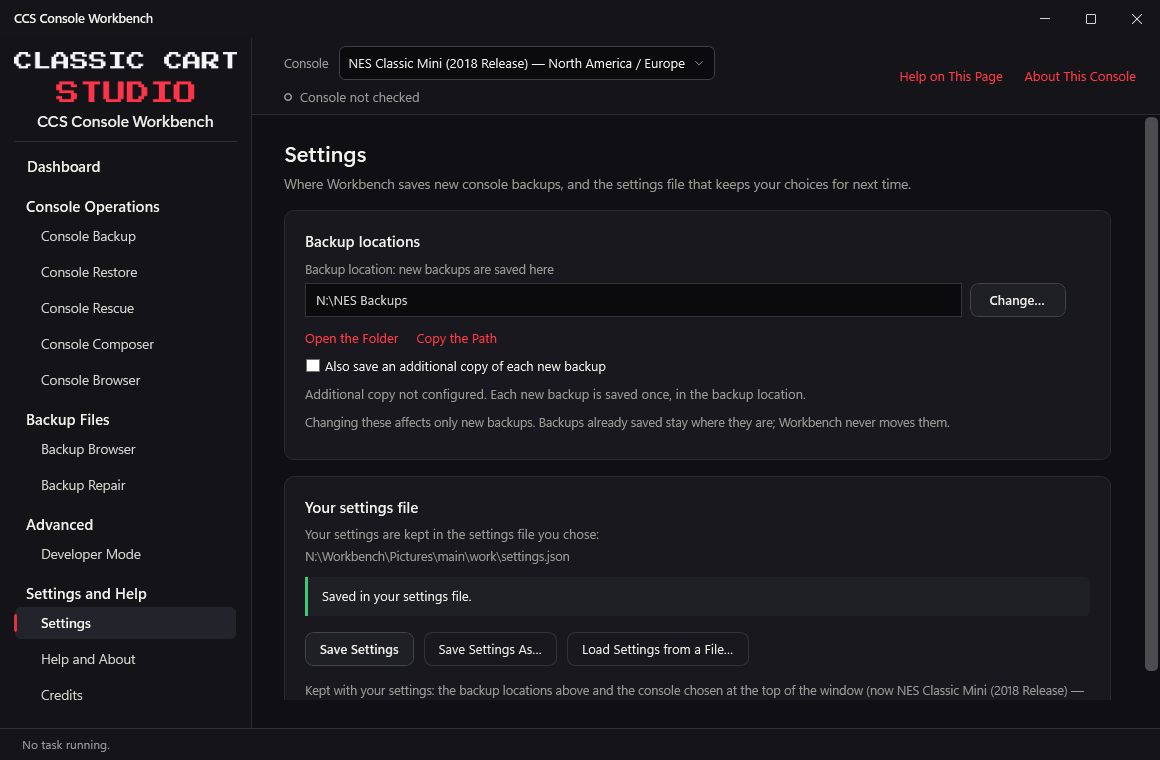 CCS Console Workbench
CLASSIC CART
STUDIO
CCS Console Workbench
Dashboard
Console Operations
Console Backup
Console Restore
Console Rescue
Console Composer
Console Browser
Backup Files
Backup Browser
Backup Repair
Advanced
Developer Mode
Settings and Help
Settings
Help and About
Credits
Console
NES Classic Mini (2018 Release) — North America / Europe
Console not checked
Help on This Page
About This Console
Settings
Where Workbench saves new console backups, and the settings file that keeps your choices for next time.
Backup locations
Backup location: new backups are saved here
N:\NES Backups
Change...
Open the Folder
Copy the Path
Also save an additional copy of each new backup
Additional copy not configured. Each new backup is saved once, in the backup location.
Changing these affects only new backups. Backups already saved stay where they are; Workbench never moves them.
Your settings file
Your settings are kept in the settings file you chose:
N:\Workbench\Pictures\main\work\settings.json
Saved in your settings file.
Save Settings
Save Settings As...
Load Settings from a File...
Kept with your settings: the backup locations above and the console chosen at the top of the window (now NES Classic Mini (2018 Release) —
No task running.